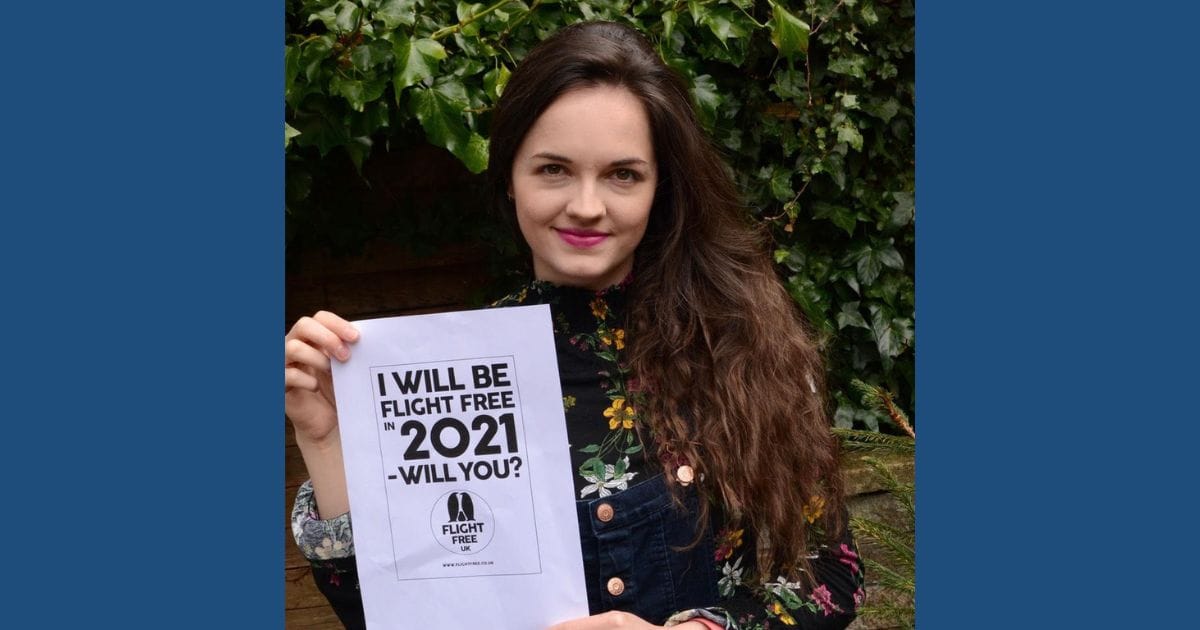 I WILL BE
FLIGHT FREE
IN 2021
-WILL YOU?
FLIGHT
FREE
UK
WWW.FLIGHTFREE.CO.UK